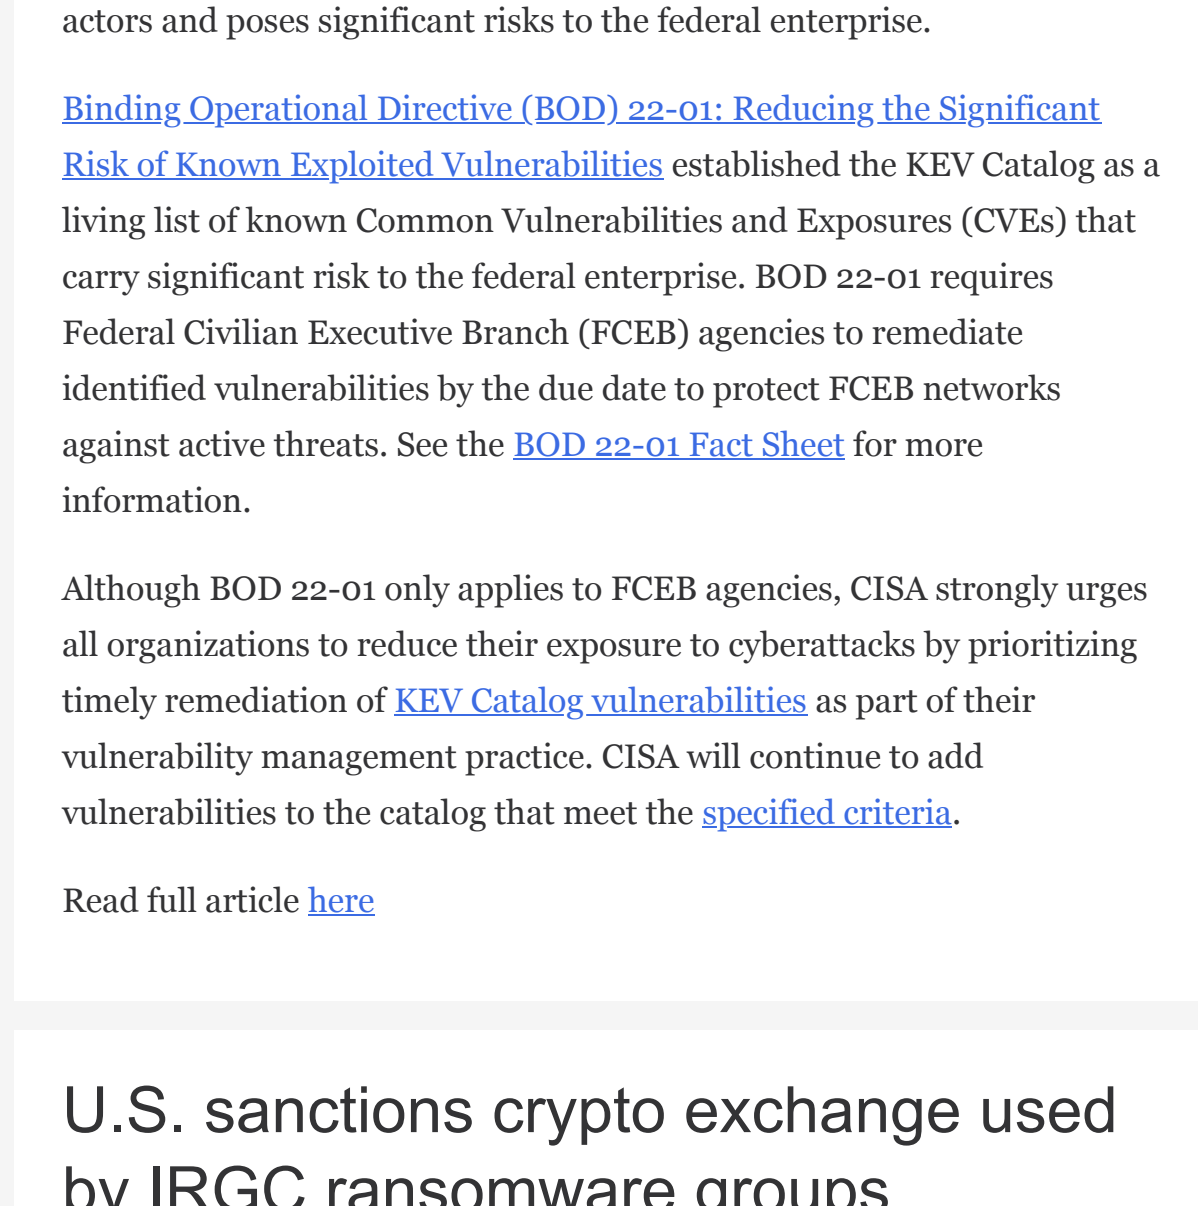 actors and poses significant risks to the federal enterprise.
Binding Operational Directive (BOD) 22-01: Reducing the Significant
Risk of Known Exploited Vulnerabilities established the KEV Catalog as a
living list of known Common Vulnerabilities and Exposures (CVEs) that
carry significant risk to the federal enterprise. BOD 22-01 requires
Federal Civilian Executive Branch (FCEB) agencies to remediate
identified vulnerabilities by the due date to protect FCEB networks
against active threats. See the BOD 22-01 Fact Sheet for more
information.
Although BOD 22-01 only applies to FCEB agencies, CISA strongly urges
all organizations to reduce their exposure to cyberattacks by prioritizing
timely remediation of KEV Catalog vulnerabilities as part of their
vulnerability management practice. CISA will continue to add
vulnerabilities to the catalog that meet the specified criteria.
Read full article here
U.S. sanctions crypto exchange used
by IRGC ransomware groups